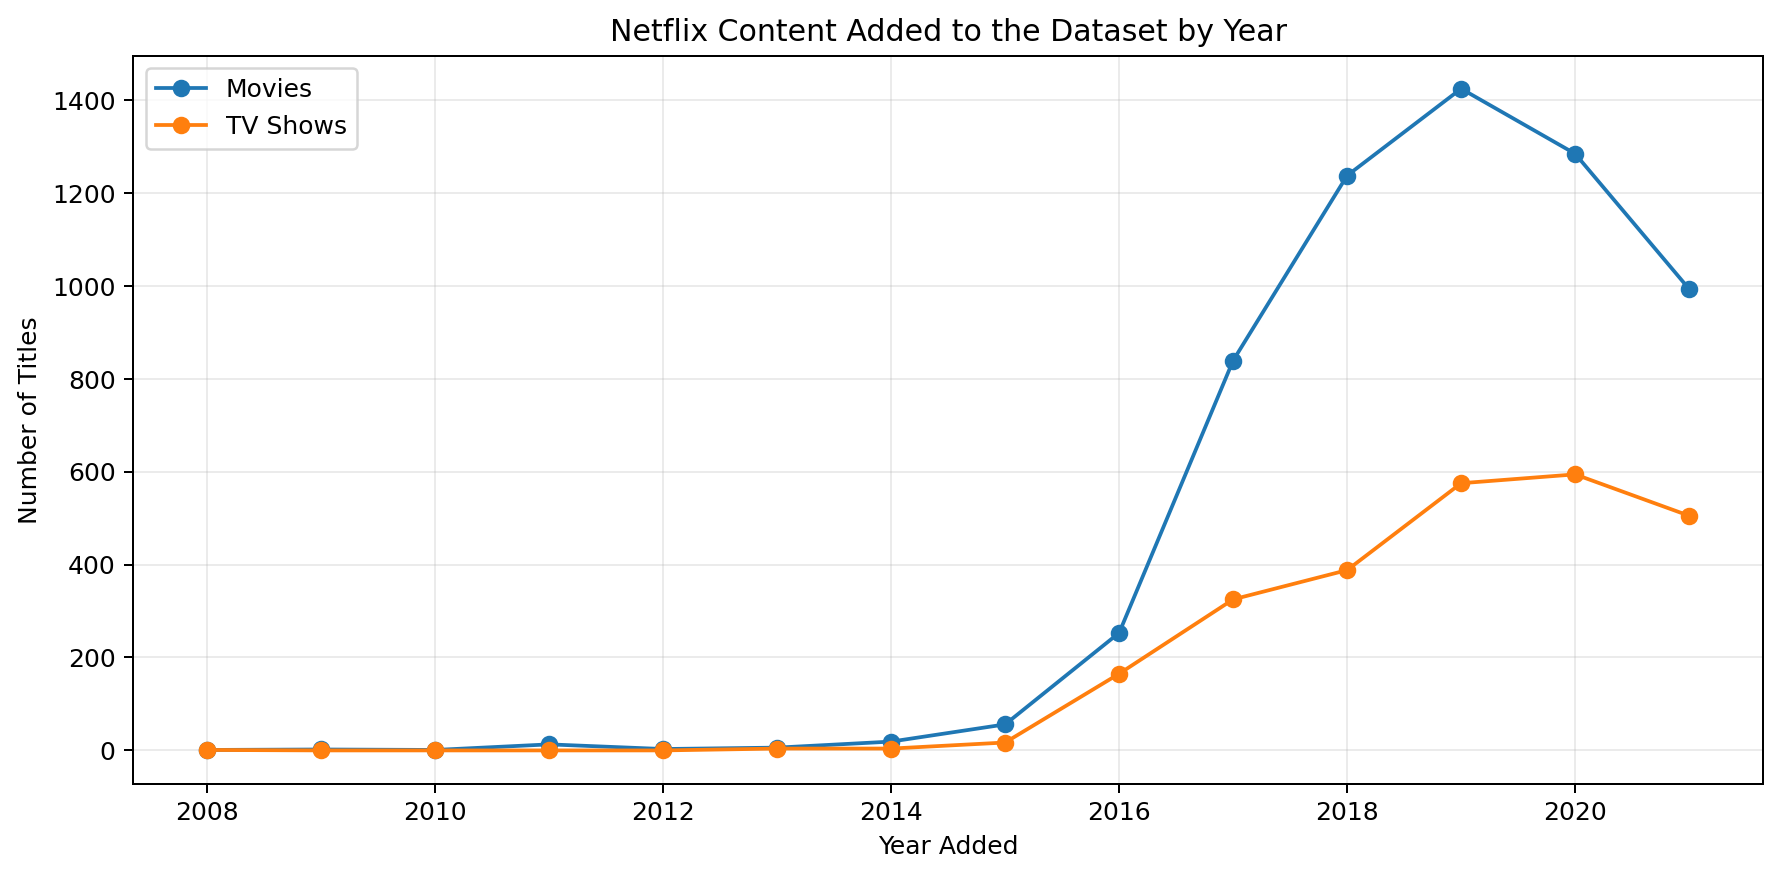 Netflix Content Added to the Dataset by Year
Movies
TV Shows
1400
1200
1000
800
600
400
200
0
Number of Titles
2008 2010 2012 2014 2016 2018 2020
Year Added